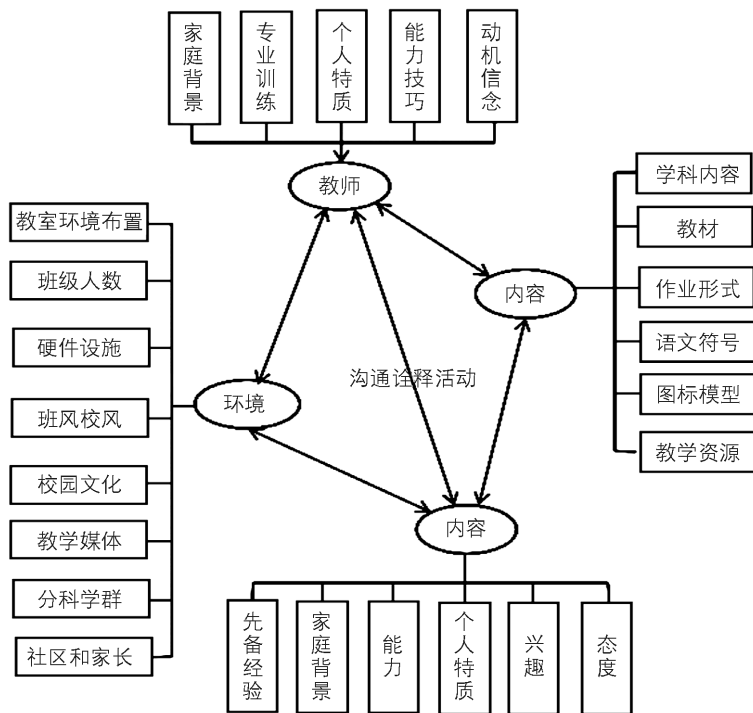 家庭背景
专业训练
个人特质
能力技巧
动机信念
教师
学科内容
教材
作业形式
语文符号
图标模型
教学资源
内容
教室环境布置
班级人数
硬件设施
班风校风
校园文化
教学媒体
分科学群
社区和家长
环境
沟通诠释活动
内容
先备经验
家庭背景
能力
个人特质
兴趣
态度